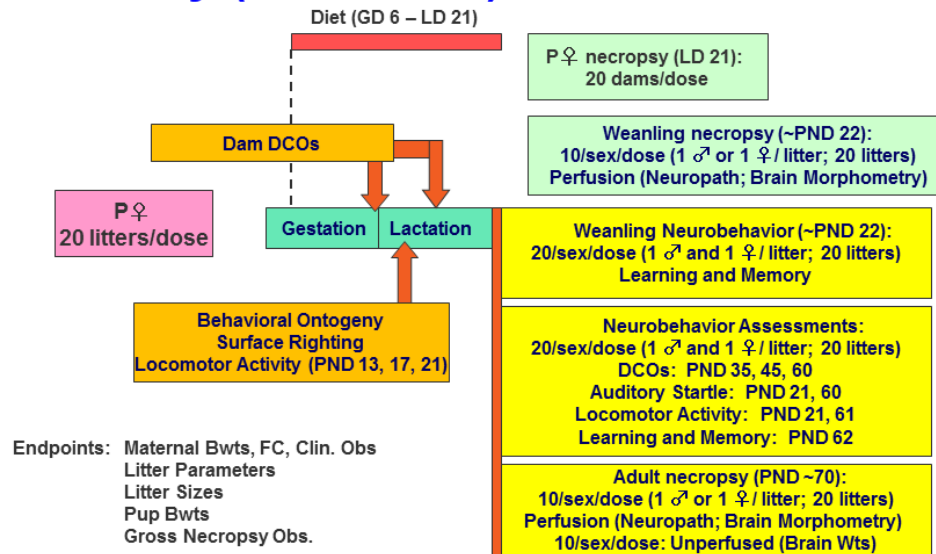 Diet (GD 6 – LD 21)
P♀ necropsy (LD 21):
20 dams/dose
Dam DCOs
Weanling necropsy (~PND 22):
10/sex/dose (1 ♂ or 1 ♀/ litter; 20 litters)
Perfusion (Neuropath; Brain Morphometry)
P♀
20 litters/dose
Gestation
Lactation
Weanling Neurobehavior (~PND 22):
20/sex/dose (1 ♂ and 1 ♀/ litter; 20 litters)
Learning and Memory
Behavioral Ontogeny
Surface Righting
Locomotor Activity (PND 13, 17, 21)
Neurobehavior Assessments:
20/sex/dose (1 ♂ and 1 ♀/ litter; 20 litters)
DCOs: PND 35, 45, 60
Auditory Startle: PND 21, 60
Locomotor Activity: PND 21, 61
Learning and Memory: PND 62
Endpoints: Maternal Bwts, FC, Clin. Obs
Litter Parameters
Litter Sizes
Pup Bwts
Gross Necropsy Obs.
Adult necropsy (PND ~70):
10/sex/dose (1 ♂ or 1 ♀/ litter; 20 litters)
Perfusion (Neuropath; Brain Morphometry)
10/sex/dose: Unperfused (Brain Wts)